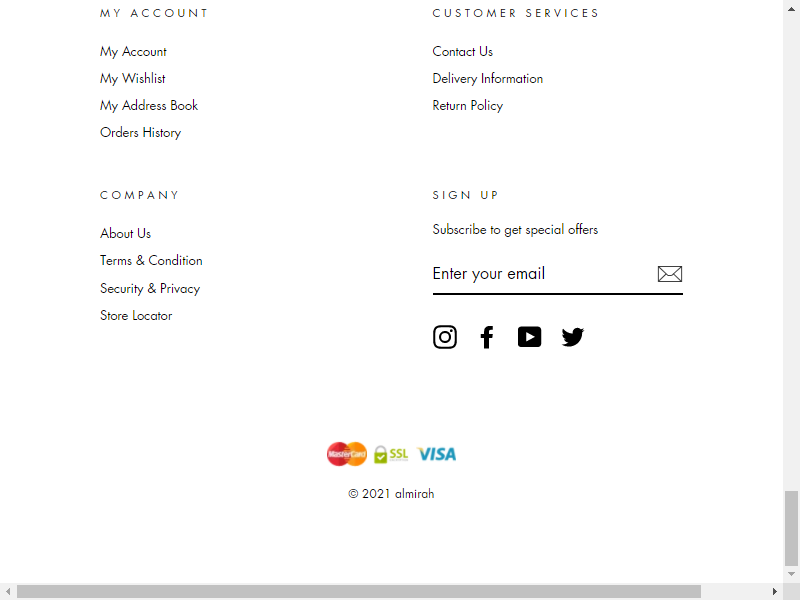 MY ACCOUNT
My Account
My Wishlist
My Address Book
Orders History
CUSTOMER SERVICES
Contact Us
Delivery Information
Return Policy
COMPANY
About Us
Terms & Condition
Security & Privacy
Store Locator
SIGN UP
Subscribe to get special offers
Enter your email
MasterCard SSL VISA
© 2021 almirah